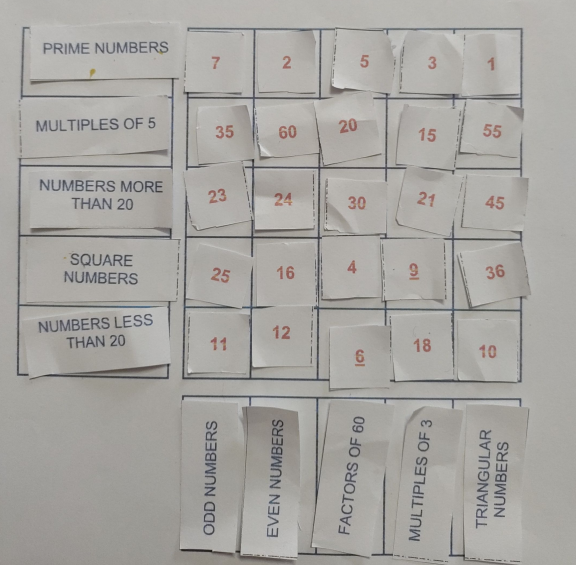 PRIME NUMBERS 7 2 5 3 1
MULTIPLES OF 5 35 60 20 15 55
NUMBERS MORE
THAN 20 23 24 30 21 45
SQUARE
NUMBERS 25 16 4 9 36
NUMBERS LESS
THAN 20 11 12 6 18 10
ODD NUMBERS
EVEN NUMBERS
FACTORS OF 60
MULTIPLES OF 3
TRIANGULAR
NUMBERS